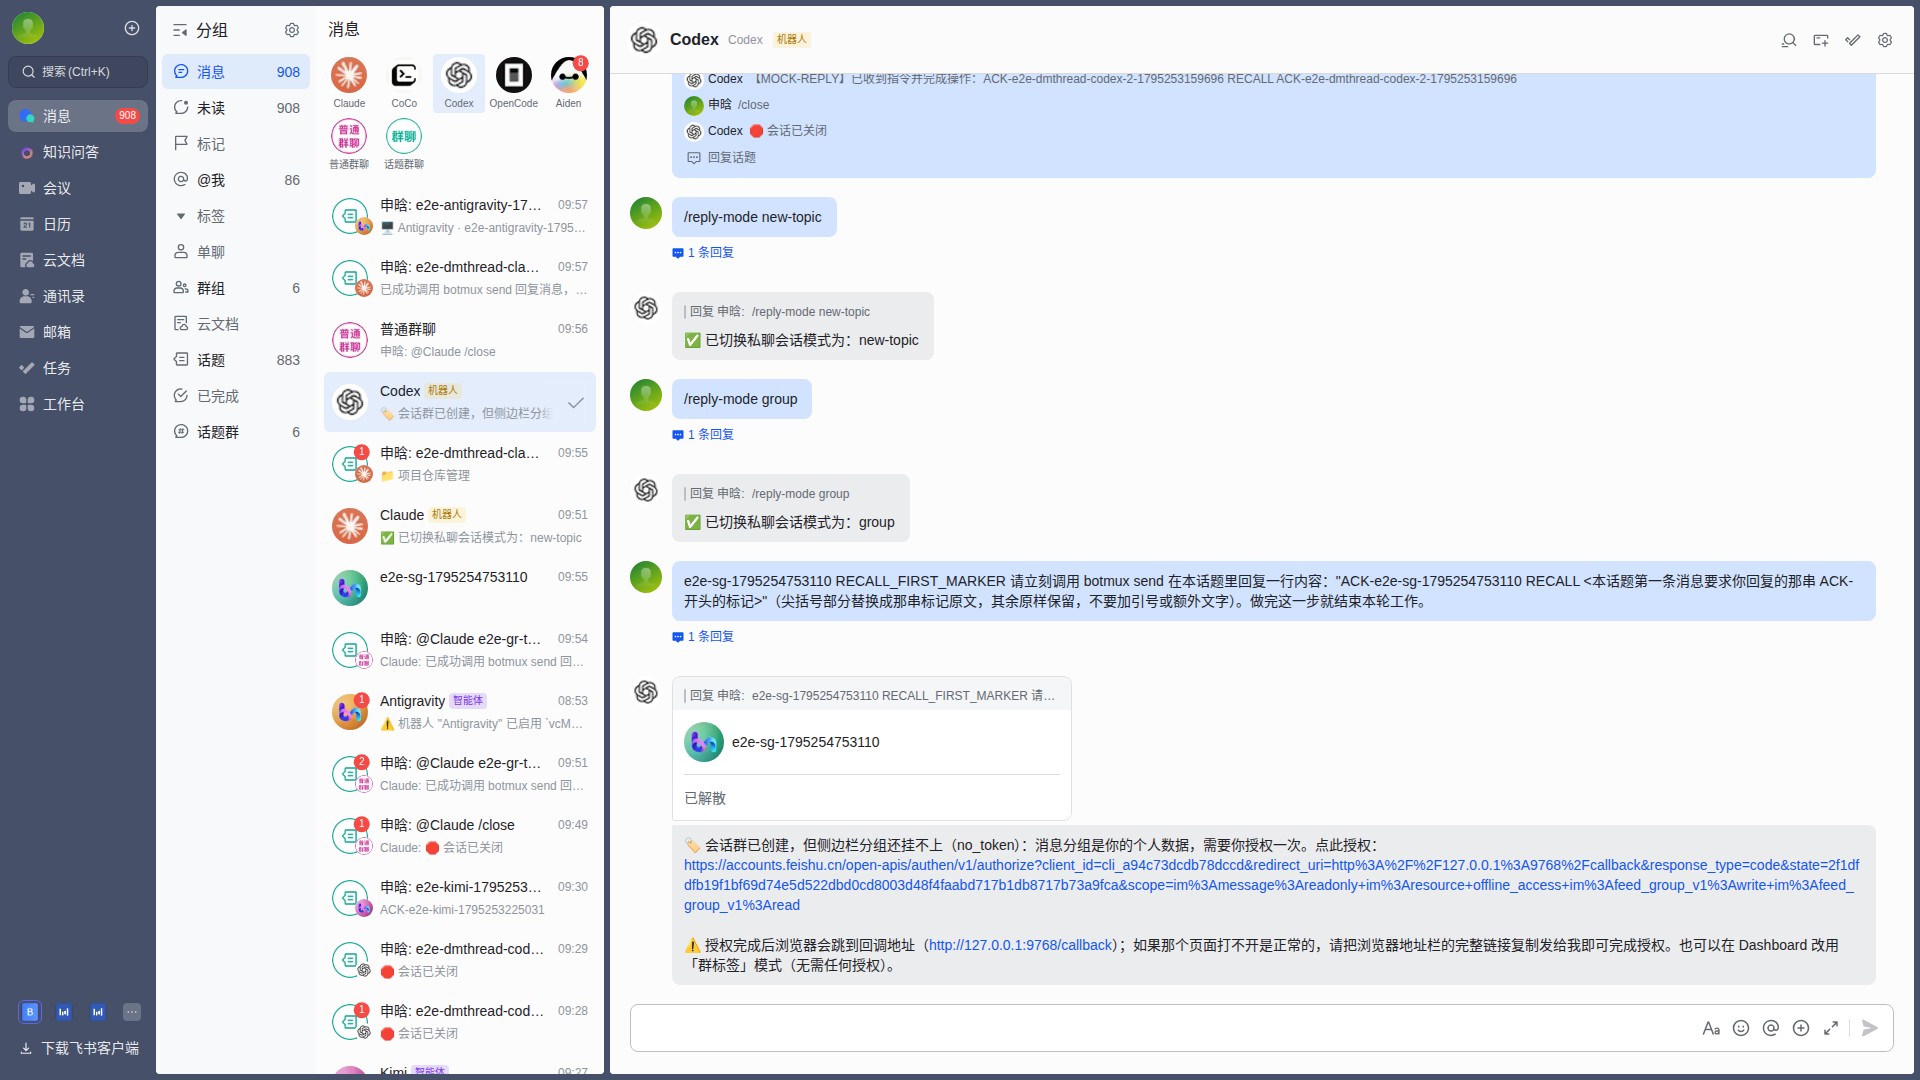 搜索 (Ctrl+K)
消息 908
知识问答
会议
日历
云文档
通讯录
邮箱
任务
工作台
下载飞书客户端
分组
消息 908
未读 908
标记
@我 86
标签
单聊
群组 6
云文档
话题 883
已完成
话题群 6
消息
Claude
CoCo
Codex
OpenCode
8
Aiden
普通群聊
普通群聊
群聊
话题群聊
申晗: e2e-antigravity-17… 09:57
Antigravity · e2e-antigravity-1795…
申晗: e2e-dmthread-cla… 09:57
已成功调用 botmux send 回复消息，…
普通群聊
普通群聊 09:56
申晗: @Claude /close
Codex 机器人
会话群已创建，但侧边栏分组
1
申晗: e2e-dmthread-cla… 09:55
项目仓库管理
Claude 机器人 09:51
已切换私聊会话模式为：new-topic
e2e-sg-1795254753110 09:55
申晗: @Claude e2e-gr-t… 09:54
Claude: 已成功调用 botmux send 回…
1
Antigravity 智能体 08:53
机器人 "Antigravity" 已启用 `vcM…
2
申晗: @Claude e2e-gr-t… 09:51
Claude: 已成功调用 botmux send 回…
1
申晗: @Claude /close 09:49
Claude: 会话已关闭
申晗: e2e-kimi-1795253… 09:30
ACK-e2e-kimi-1795253225031
申晗: e2e-dmthread-cod… 09:29
会话已关闭
1
申晗: e2e-dmthread-cod… 09:28
会话已关闭
Kimi 智能体 09:27
Codex Codex 机器人
Codex 【MOCK-REPLY】已收到指令并完成操作：ACK-e2e-dmthread-codex-2-1795253159696 RECALL ACK-e2e-dmthread-codex-2-1795253159696
申晗 /close
Codex 会话已关闭
回复话题
/reply-mode new-topic
1 条回复
回复 申晗: /reply-mode new-topic
已切换私聊会话模式为：new-topic
/reply-mode group
1 条回复
回复 申晗: /reply-mode group
已切换私聊会话模式为：group
e2e-sg-1795254753110 RECALL_FIRST_MARKER 请立刻调用 botmux send 在本话题里回复一行内容："ACK-e2e-sg-1795254753110 RECALL <本话题第一条消息要求你回复的那串 ACK-
开头的标记>"（尖括号部分替换成那串标记原文，其余原样保留，不要加引号或额外文字）。做完这一步就结束本轮工作。
1 条回复
回复 申晗: e2e-sg-1795254753110 RECALL_FIRST_MARKER 请…
e2e-sg-1795254753110
已解散
会话群已创建，但侧边栏分组还挂不上（no_token）：消息分组是你的个人数据，需要你授权一次。点此授权：
https://accounts.feishu.cn/open-apis/authen/v1/authorize?client_id=cli_a94c73dcdb78dccd&redirect_uri=http%3A%2F%2F127.0.0.1%3A9768%2Fcallback&response_type=code&state=2f1df
dfb19f1bf69d74e5d522dbd0cd8003d48f4faabd717b1db8717b73a9fca&scope=im%3Amessage%3Areadonly+im%3Aresource+offline_access+im%3Afeed_group_v1%3Awrite+im%3Afeed_
group_v1%3Aread
授权完成后浏览器会跳到回调地址（http://127.0.0.1:9768/callback）；如果那个页面打不开是正常的，请把浏览器地址栏的完整链接复制发给我即可完成授权。也可以在 Dashboard 改用
「群标签」模式（无需任何授权）。